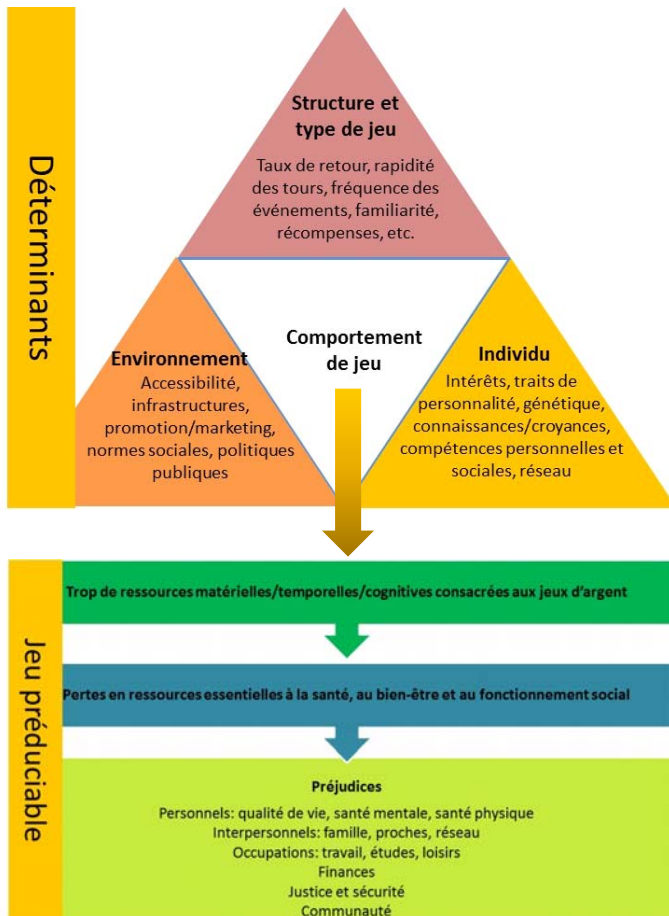 Déterminants
Structure et
type de jeu
Taux de retour, rapidité
des tours, fréquence des
événements, familiarité,
récompenses, etc.
Environnement
Accessibilité,
infrastructures,
promotion/marketing,
normes sociales, politiques
publiques
Comportement
de jeu
Individu
Intérêts, traits de
personnalité, génétique,
connaissances/croyances,
compétences personnelles et
sociales, réseau
Jeu préduciable
Trop de ressources matérielles/temporelles/cognitives consacrées aux jeux d'argent
Pertes en ressources essentielles à la santé, au bien-être et au fonctionnement social
Préjudices
Personnels: qualité de vie, santé mentale, santé physique
Interpersonnels: famille, proches, réseau
Occupations: travail, études, loisirs
Finances
Justice et sécurité
Communauté